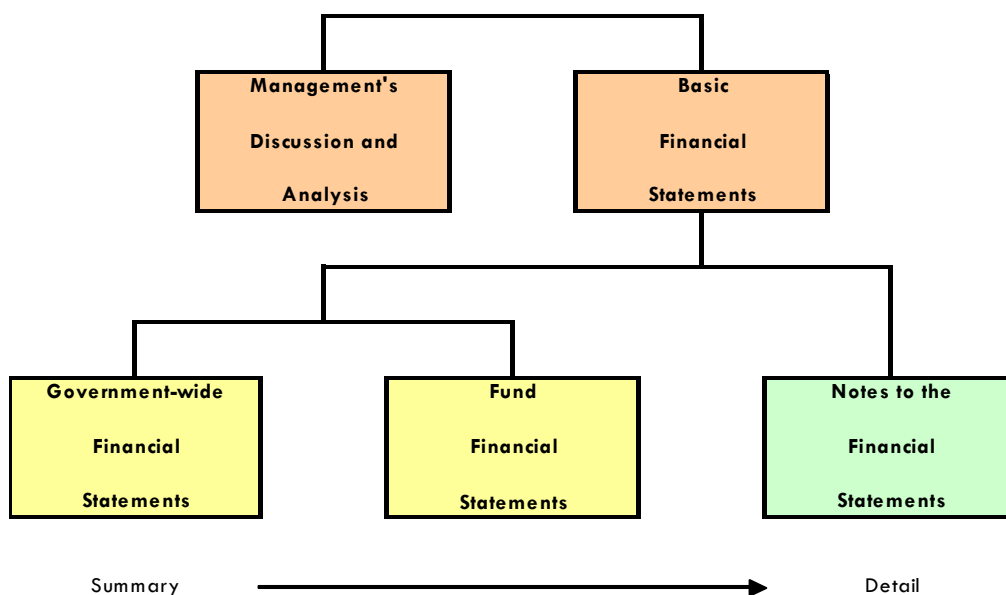 Management's
Discussion and
Analysis
Basic
Financial
Statements
Government-wide
Financial
Statements
Fund
Financial
Statements
Notes to the
Financial
Statements
Summary
Detail